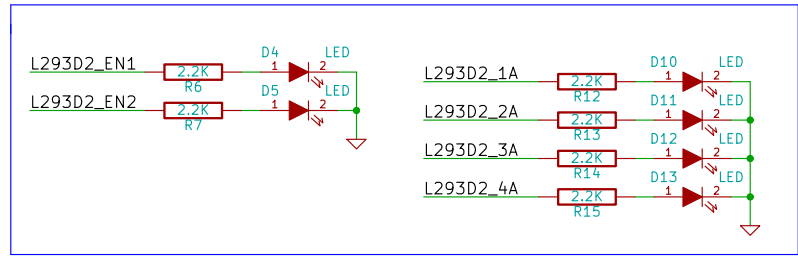 D4 LED
L293D2_EN1 2.2K 1 2
R6
D5 LED
L293D2_EN2 2.2K 1 2
R7
D10 LED
L293D2_1A 2.2K 1 2
R12
D11 LED
L293D2_2A 2.2K 1 2
R13
D12 LED
L293D2_3A 2.2K 1 2
R14
D13 LED
L293D2_4A 2.2K 1 2
R15